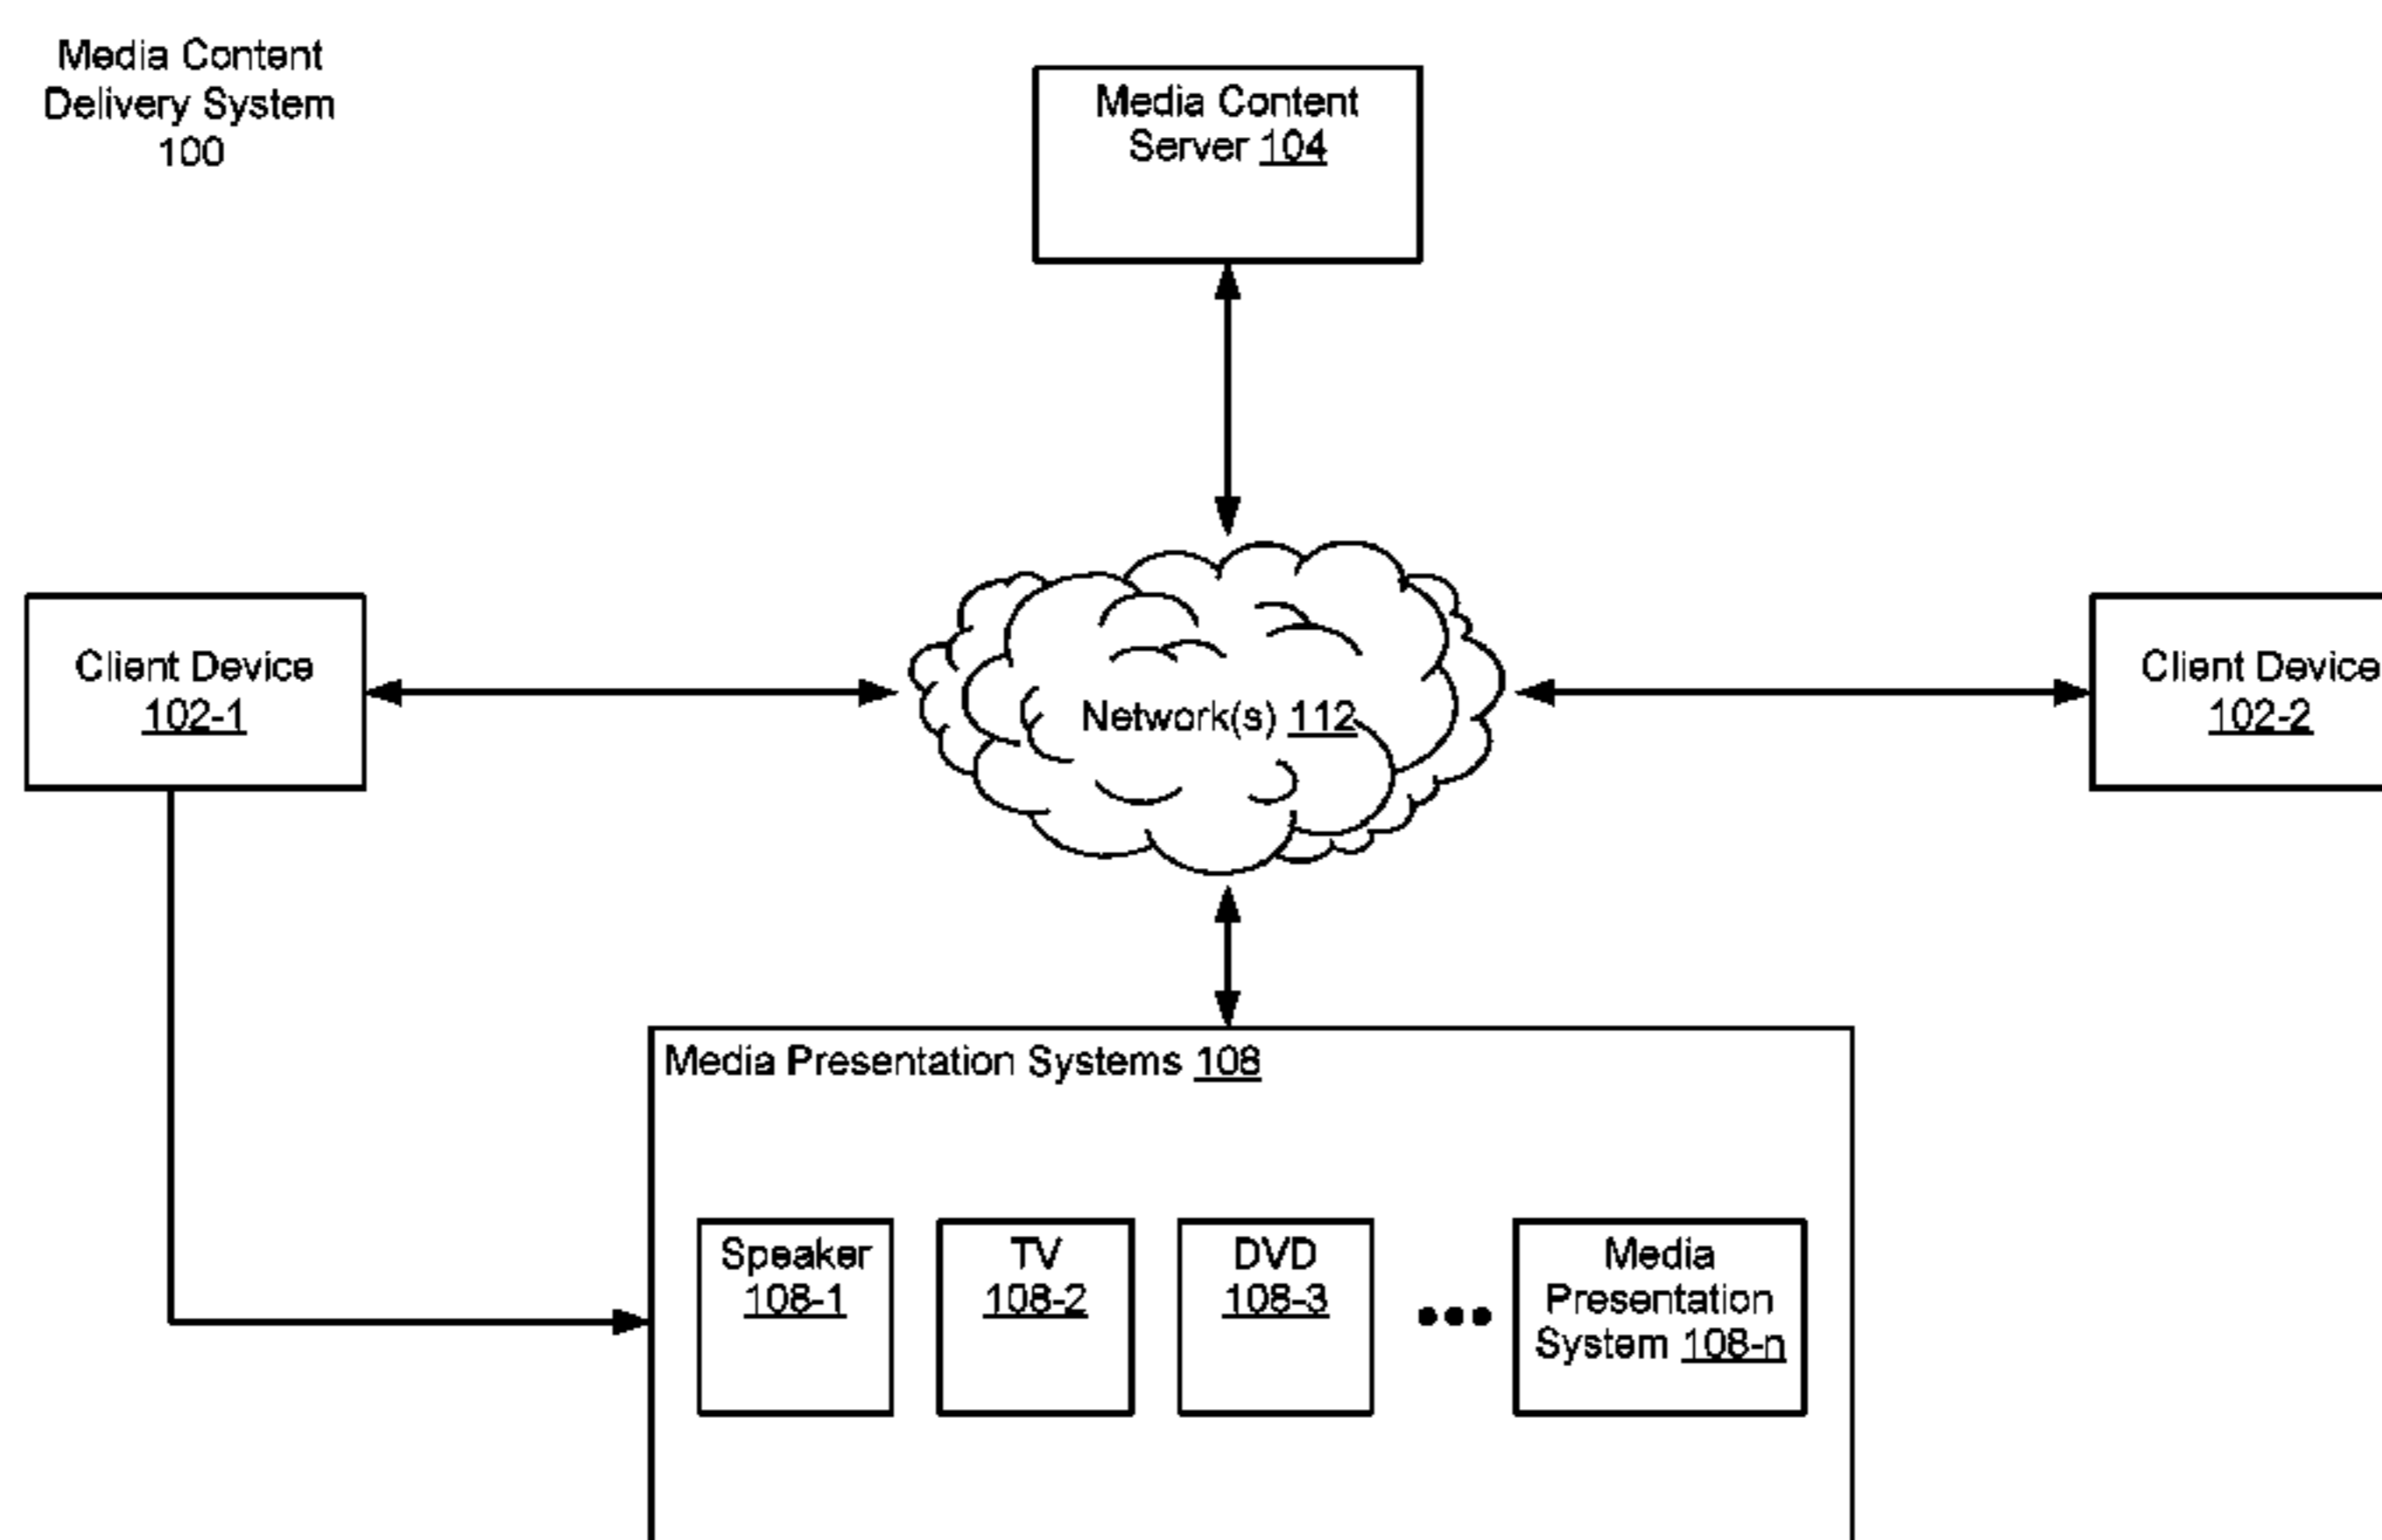 Media Content
Delivery System
100
Media Content
Server 104
Client Device
102-1
Network(s) 112
Client Device
102-2
Media Presentation Systems 108
Speaker
108-1
TV
108-2
DVD
108-3
Media
Presentation
System 108-n